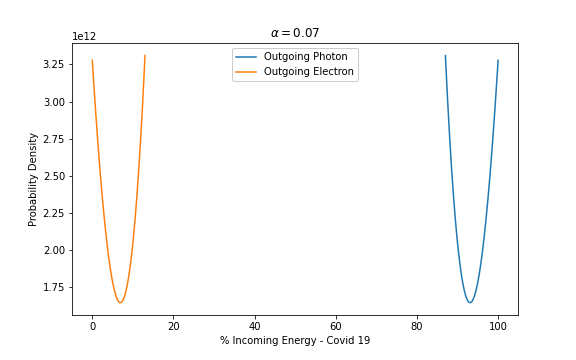 α = 0.07
1e12
3.25
3.00
2.75
2.50
2.25
2.00
1.75
Probability Density
Outgoing Photon
Outgoing Electron
0 20 40 60 80 100
% Incoming Energy - Covid 19